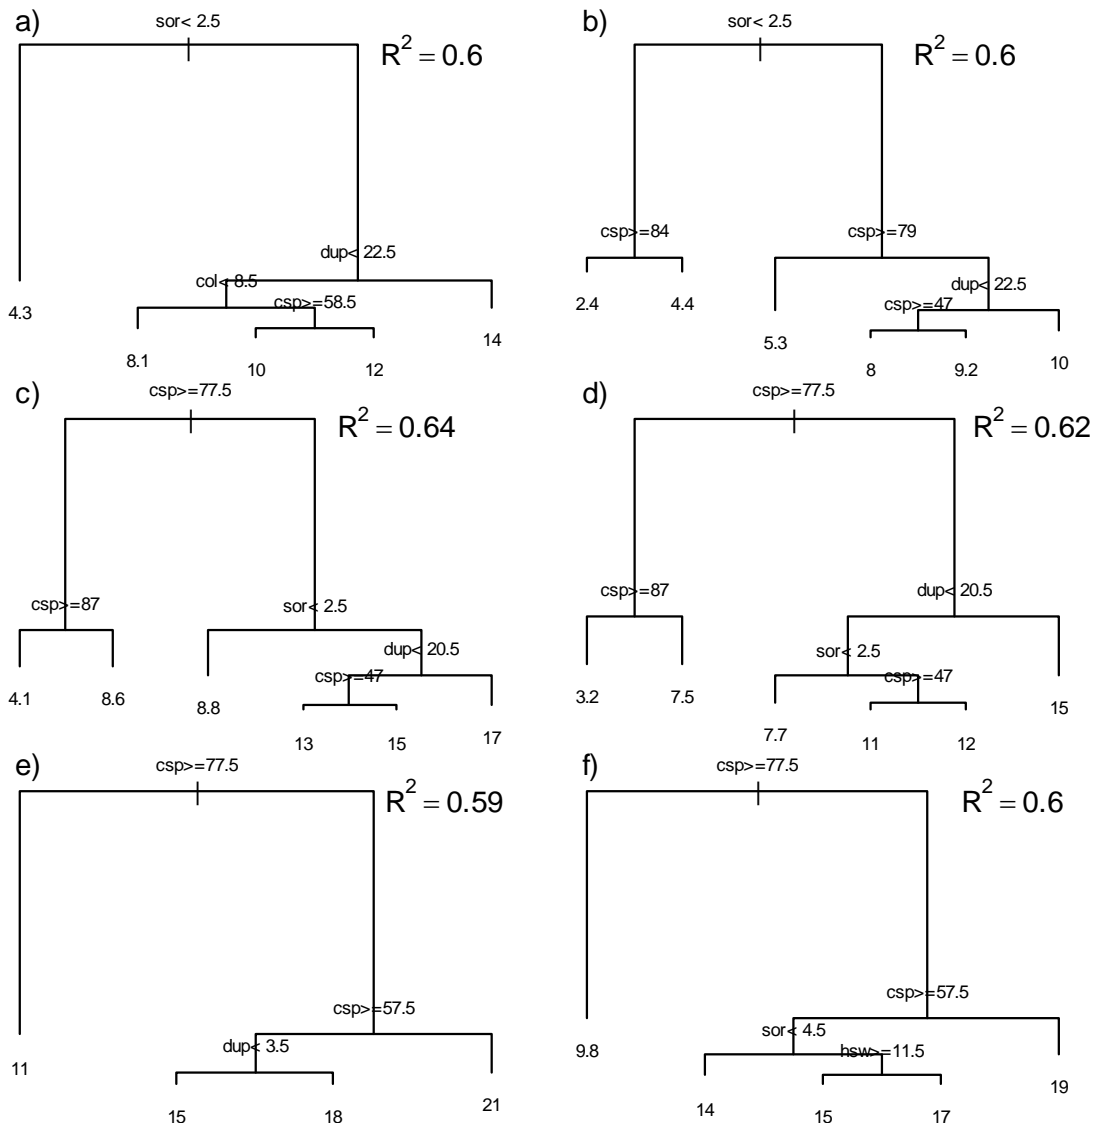 a)
sor< 2.5
R² = 0.6
dup< 22.5
col< 8.5
csp>=58.5
4.3
8.1
10
12
14
b)
sor< 2.5
R² = 0.6
csp>=84
csp>=79
dup< 22.5
csp>=47
2.4
4.4
5.3
8
9.2
10
c)
csp>=77.5
R² = 0.64
csp>=87
sor< 2.5
dup< 20.5
csp>=47
4.1
8.6
8.8
13
15
17
d)
csp>=77.5
R² = 0.62
csp>=87
dup< 20.5
sor< 2.5
csp>=47
3.2
7.5
7.7
11
12
15
e)
csp>=77.5
R² = 0.59
csp>=57.5
dup< 3.5
11
15
18
21
f)
csp>=77.5
R² = 0.6
csp>=57.5
sor< 4.5
hsw>=11.5
9.8
14
15
17
19